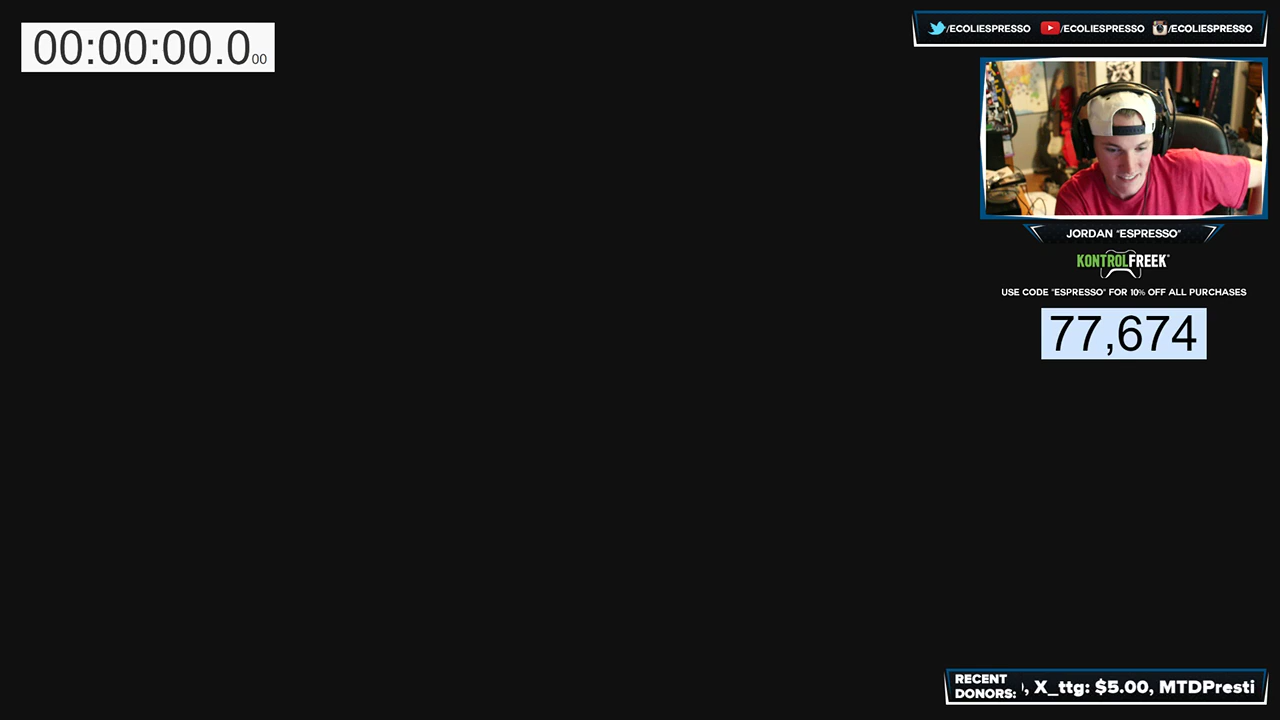 00:00:00.000
/ECOLIESPRESSO /ECOLIESPRESSO /ECOLIESPRESSO
JORDAN "ESPRESSO"
KONTROLFREEK®
USE CODE "ESPRESSO" FOR 10% OFF ALL PURCHASES
77,674
RECENT DONORS: , X_ttg: $5.00, MTDPresti